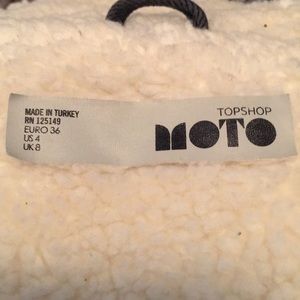 MADE IN TURKEY
RN 125149
EURO 36
US 4
UK 8
TOPSHOP
MOTO